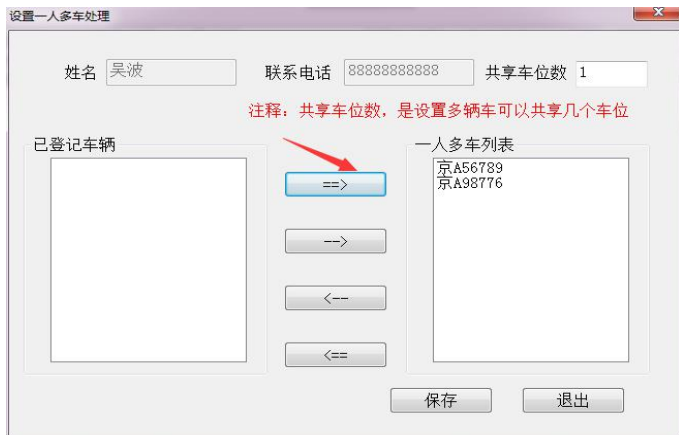 设置一人多车处理
姓名 吴波 联系电话 88888888888 共享车位数 1
注释：共享车位数，是设置多辆车可以共享几个车位
已登记车辆 一人多车列表
京A56789
京A98776
==>
-->
<--
<==
保存 退出